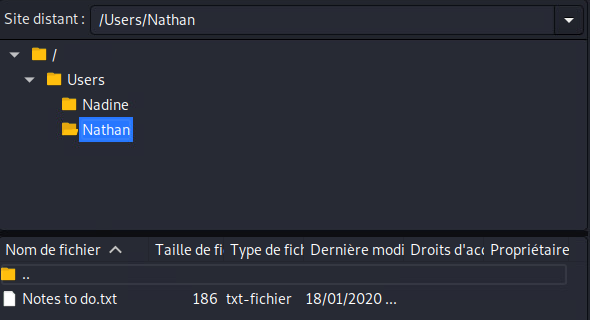 Site distant : /Users/Nathan
/
Users
Nadine
Nathan
Nom de fichier Taille de fi Type de fich Dernière modi Droits d'acc Propriétaire
..
Notes to do.txt 186 txt-fichier 18/01/2020 ...